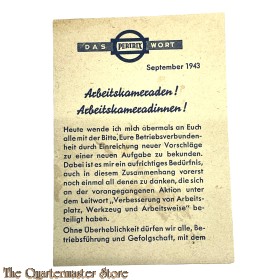 DAS PERTRIX WORT
September 1943
Arbeitskameraden!
Arbeitskameradinnen!
Heute wende ich mich abermals an Euch
alle mit der Bitte, Eure Betriebsverbunden-
heit durch Einreichung neuer Vorschläge
zu einer neuen Aufgabe zu bekunden.
Dabei ist es mir ein aufrichtiges Bedürfnis,
auch in diesem Zusammenhang vorerst
noch einmal all denen zu danken, die sich
an der vorangegangenen Aktion unter
dem Leitwort „Verbesserung von Arbeits-
platz, Werkzeug und Arbeitsweise" be-
teiligt haben.
Ohne Überheblichkeit dürfen wir alle, Be-
triebsführung und Gefolgschaft, mit dem
The Quartermaster Store